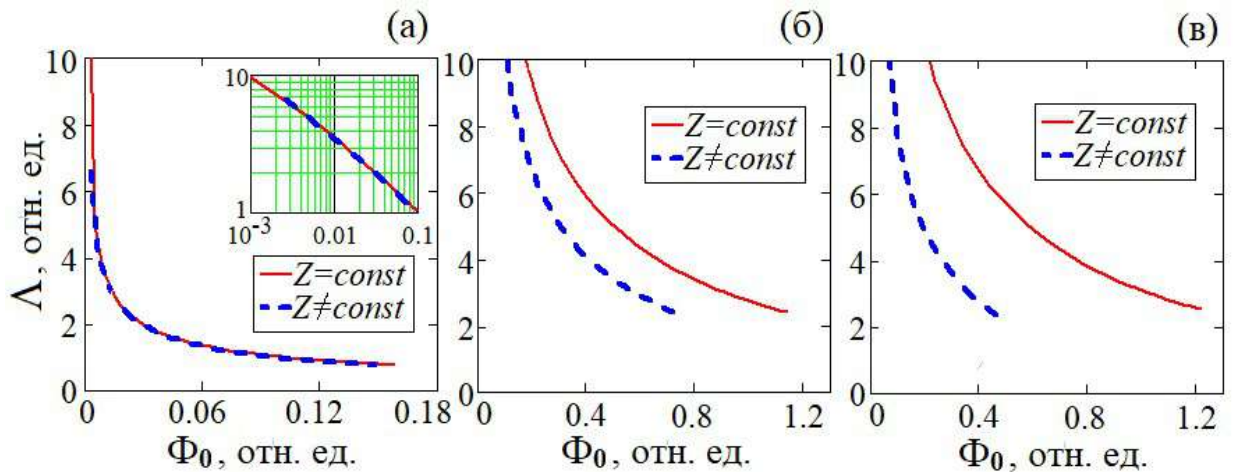 (а)
10
8
6
4
2
0
Λ, отн. ед.
10
1
10⁻³ 0.01 0.1
Z=const
Z≠const
0 0.06 0.12 0.18
Φ₀, отн. ед.
(б)
10
8
6
4
2
0
Z=const
Z≠const
0 0.4 0.8 1.2
Φ₀, отн. ед.
(в)
10
8
6
4
2
0
Z=const
Z≠const
0 0.4 0.8 1.2
Φ₀, отн. ед.